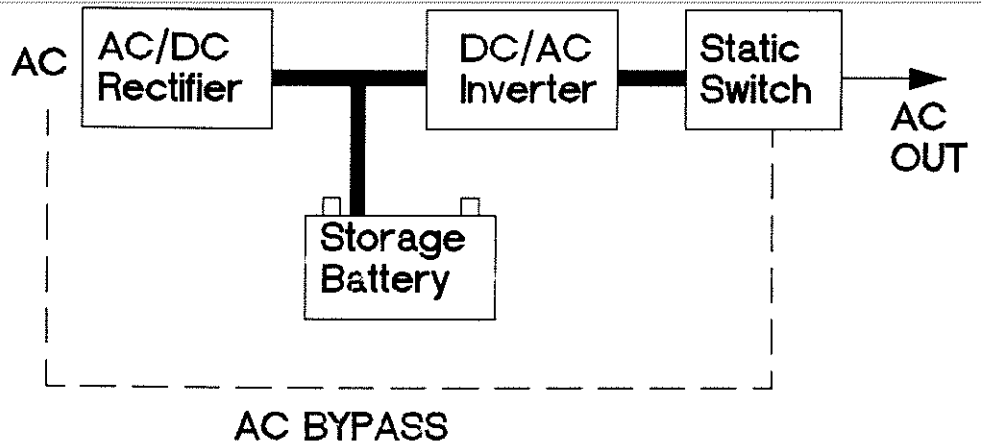 AC
AC/DC
Rectifier
DC/AC
Inverter
Static
Switch
AC
OUT
Storage
Battery
AC BYPASS